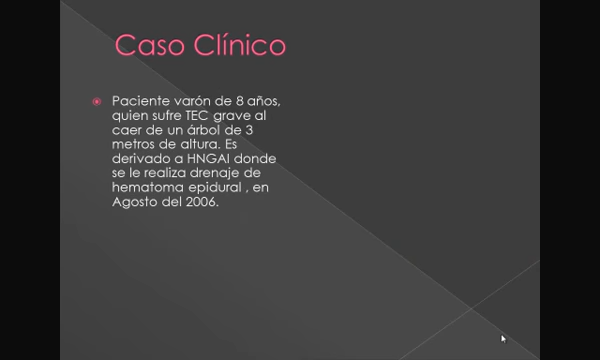 Caso Clínico
Paciente varón de 8 años,
quien sufre TEC grave al
caer de un árbol de 3
metros de altura. Es
derivado a HNGAI donde
se le realiza drenaje de
hematoma epidural , en
Agosto del 2006.